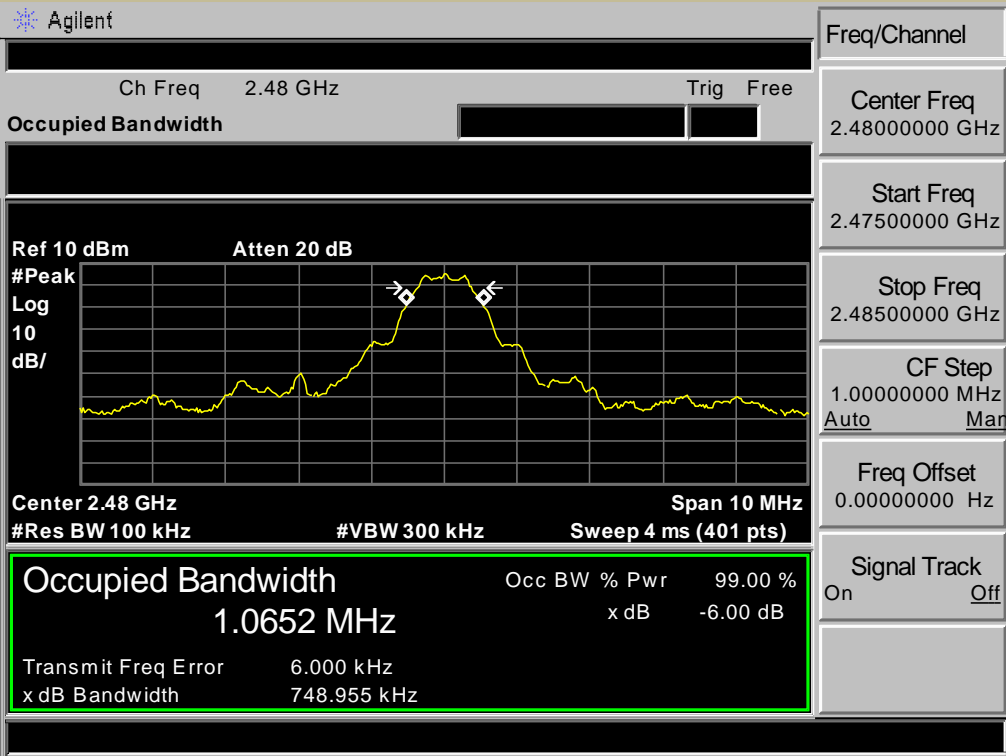 Agilent
Freq/Channel
Ch Freq 2.48 GHz Trig Free
Occupied Bandwidth
Center Freq
2.48000000 GHz
Start Freq
2.47500000 GHz
Stop Freq
2.48500000 GHz
CF Step
1.00000000 MHz
Auto Man
Freq Offset
0.00000000 Hz
Signal Track
On Off
Ref 10 dBm Atten 20 dB
#Peak
Log
10
dB/
Center 2.48 GHz Span 10 MHz
#Res BW 100 kHz #VBW 300 kHz Sweep 4 ms (401 pts)
Occupied Bandwidth
1.0652 MHz
Occ BW % Pwr 99.00 %
x dB -6.00 dB
Transmit Freq Error 6.000 kHz
x dB Bandwidth 748.955 kHz